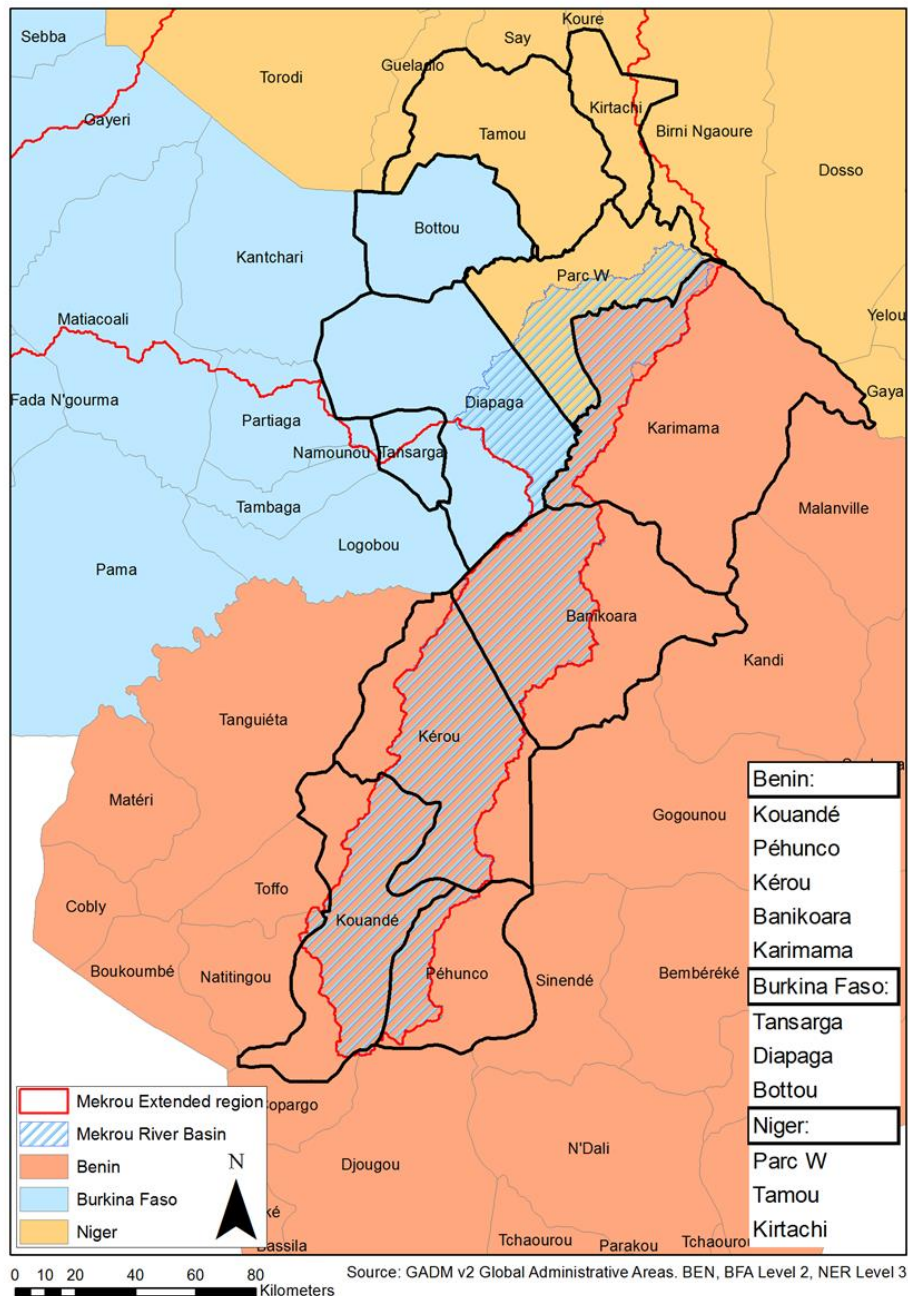 Koure
Sebba
Say
Gueladio
Torodi
Kirtachi
Gayeri
Tamou
Birni Ngaoure
Dosso
Bottou
Kantchari
Parc W
Matiacoali
Yelou
Fada N'gourma
Gaya
Diapaga
Partiaga
Karimama
Namounou
Tansarga
Tambaga
Malanville
Logobou
Pama
Banikoara
Kandi
Tanguiéta
Kérou
Matéri
Gogounou
Toffo
Cobly
Kouandé
Boukoumbé
Natitingou
Péhunco
Sinendé
Bembéréké
Copargo
Djougou
N'Dali
Bassila
Tchaourou
Parakou
Benin:
Kouandé
Péhunco
Kérou
Banikoara
Karimama
Burkina Faso:
Tansarga
Diapaga
Bottou
Niger:
Parc W
Tamou
Kirtachi
Mekrou Extended region
Mekrou River Basin
Benin
Burkina Faso
Niger
N
0 10 20 40 60 80
Kilometers
Source: GADM v2 Global Administrative Areas. BEN, BFA Level 2, NER Level 3